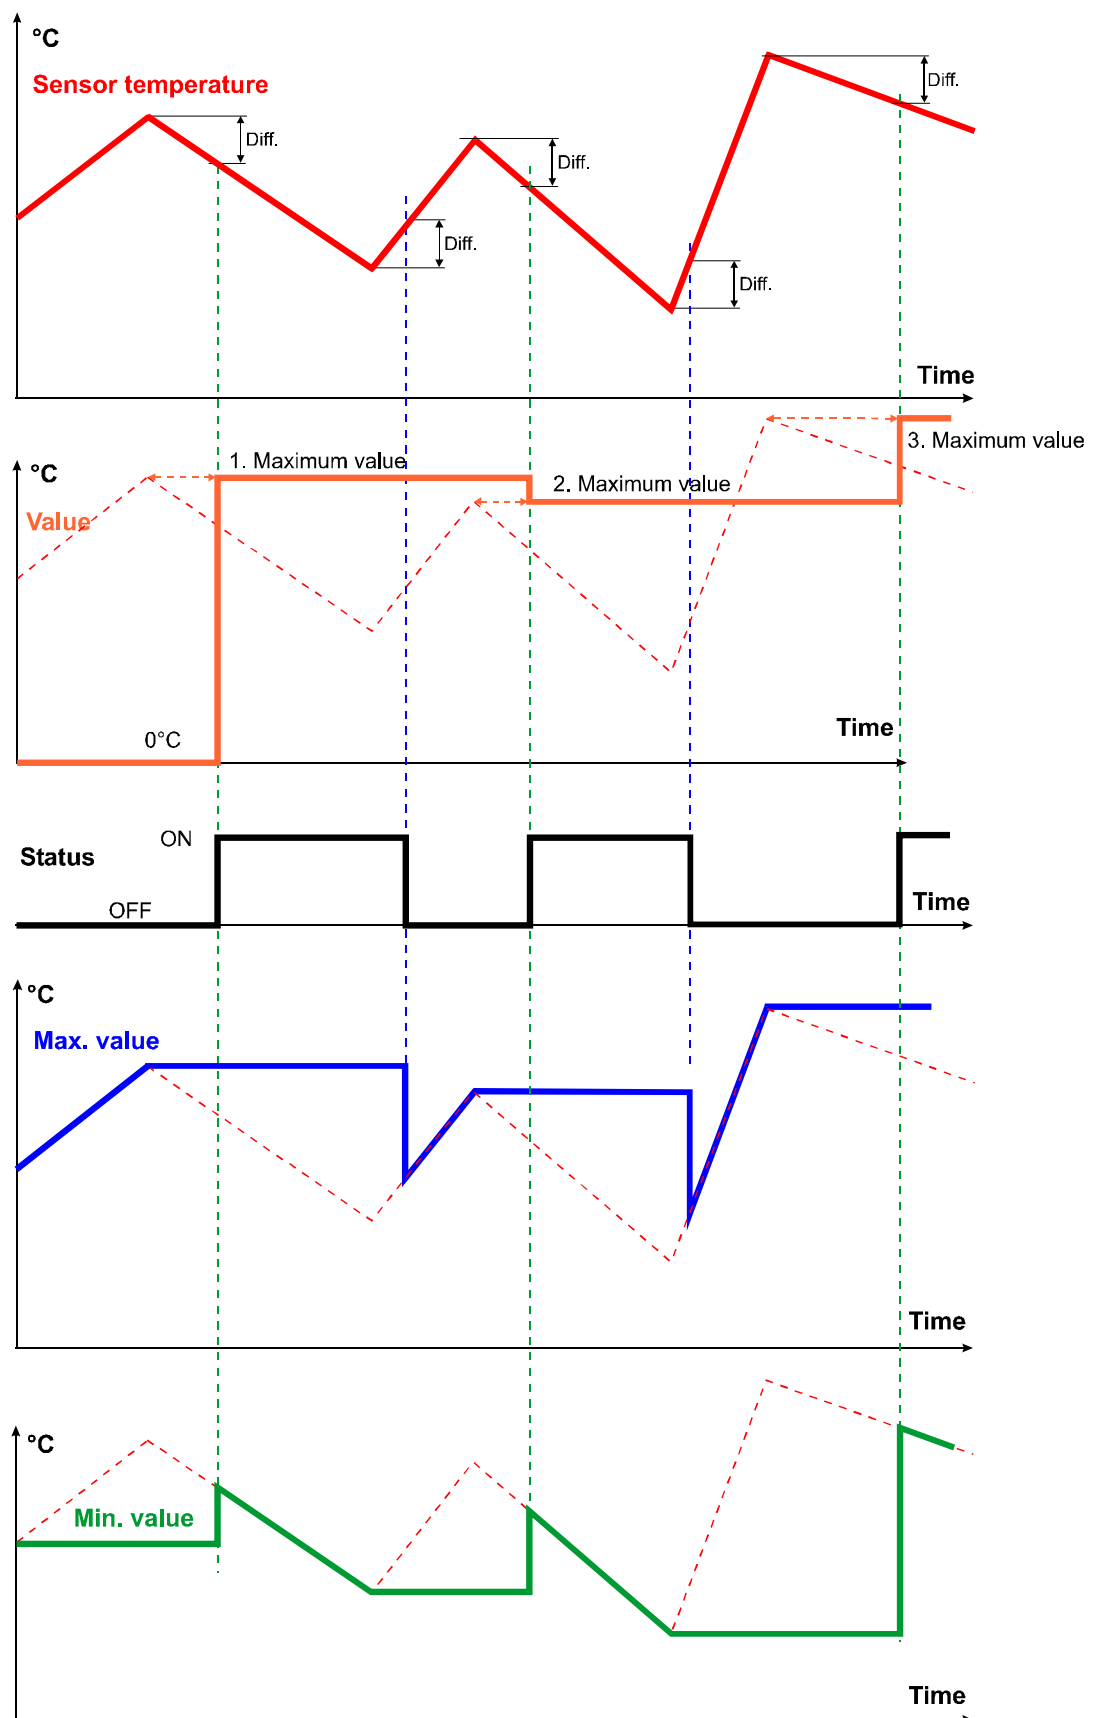 °C
Sensor temperature
Diff.
Diff.
Diff.
Diff.
Diff.
Time
°C
Value
1. Maximum value
2. Maximum value
3. Maximum value
0°C
Time
ON
Status
OFF
Time
°C
Max. value
Time
°C
Min. value
Time